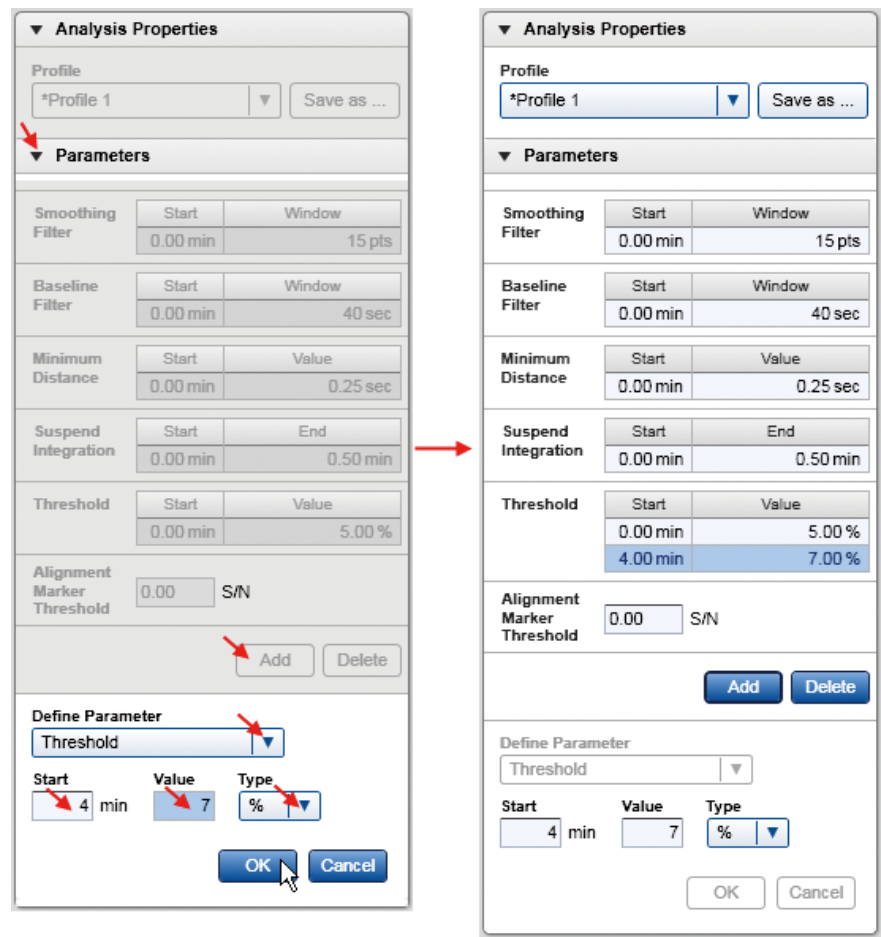 Analysis Properties
Profile
*Profile 1
Save as ...
Parameters
Smoothing Filter
Start Window
0.00 min 15 pts
Baseline Filter
Start Window
0.00 min 40 sec
Minimum Distance
Start Value
0.00 min 0.25 sec
Suspend Integration
Start End
0.00 min 0.50 min
Threshold
Start Value
0.00 min 5.00 %
Alignment Marker Threshold
0.00 S/N
Add Delete
Define Parameter
Threshold
Start Value Type
4 min 7 %
OK Cancel
Analysis Properties
Profile
*Profile 1
Save as ...
Parameters
Smoothing Filter
Start Window
0.00 min 15 pts
Baseline Filter
Start Window
0.00 min 40 sec
Minimum Distance
Start Value
0.00 min 0.25 sec
Suspend Integration
Start End
0.00 min 0.50 min
Threshold
Start Value
0.00 min 5.00 %
4.00 min 7.00 %
Alignment Marker Threshold
0.00 S/N
Add Delete
Define Parameter
Threshold
Start Value Type
4 min 7 %
OK Cancel